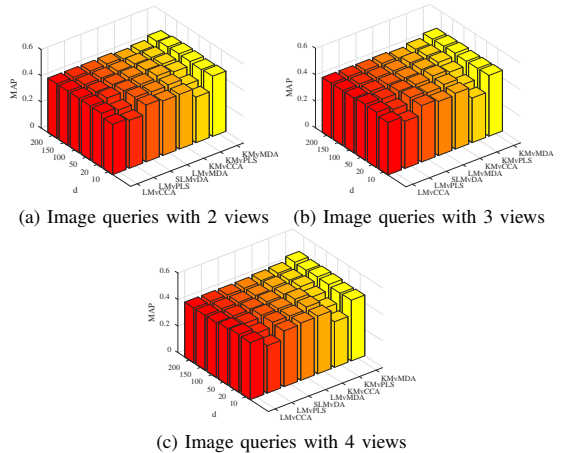 0.6
0.4
0.2
0
MAP
200
150
100
50
20
10
d
KMvMDA
KMvPLS
KMvCCA
LMvMDA
SLMvDA
LMvPLS
LMvCCA
0.6
0.4
0.2
0
MAP
200
150
100
50
20
10
d
KMvMDA
KMvPLS
KMvCCA
LMvMDA
SLMvDA
LMvPLS
LMvCCA
(a) Image queries with 2 views (b) Image queries with 3 views
0.6
0.4
0.2
0
MAP
200
150
100
50
20
10
d
KMvMDA
KMvPLS
KMvCCA
LMvMDA
SLMvDA
LMvPLS
LMvCCA
(c) Image queries with 4 views